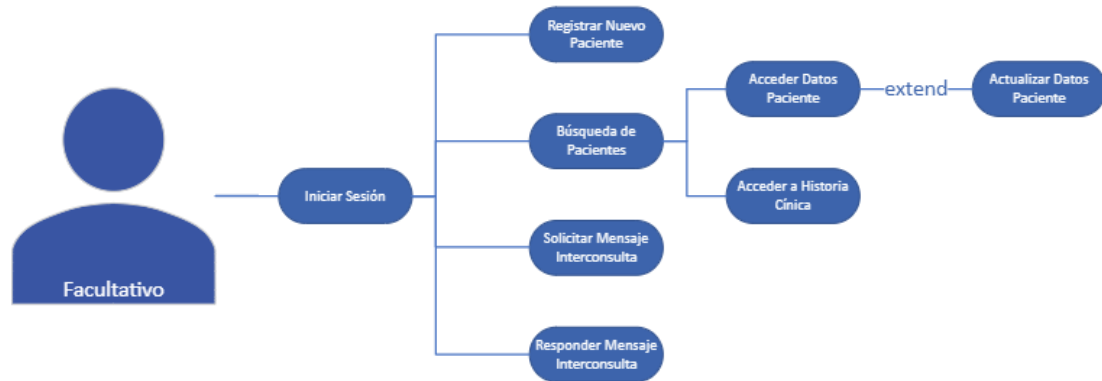 Registrar Nuevo
Paciente
Acceder Datos
Paciente
extend
Actualizar Datos
Paciente
Búsqueda de
Pacientes
Iniciar Sesión
Acceder a Historia
Cínica
Solicitar Mensaje
Interconsulta
Facultativo
Responder Mensaje
Interconsulta